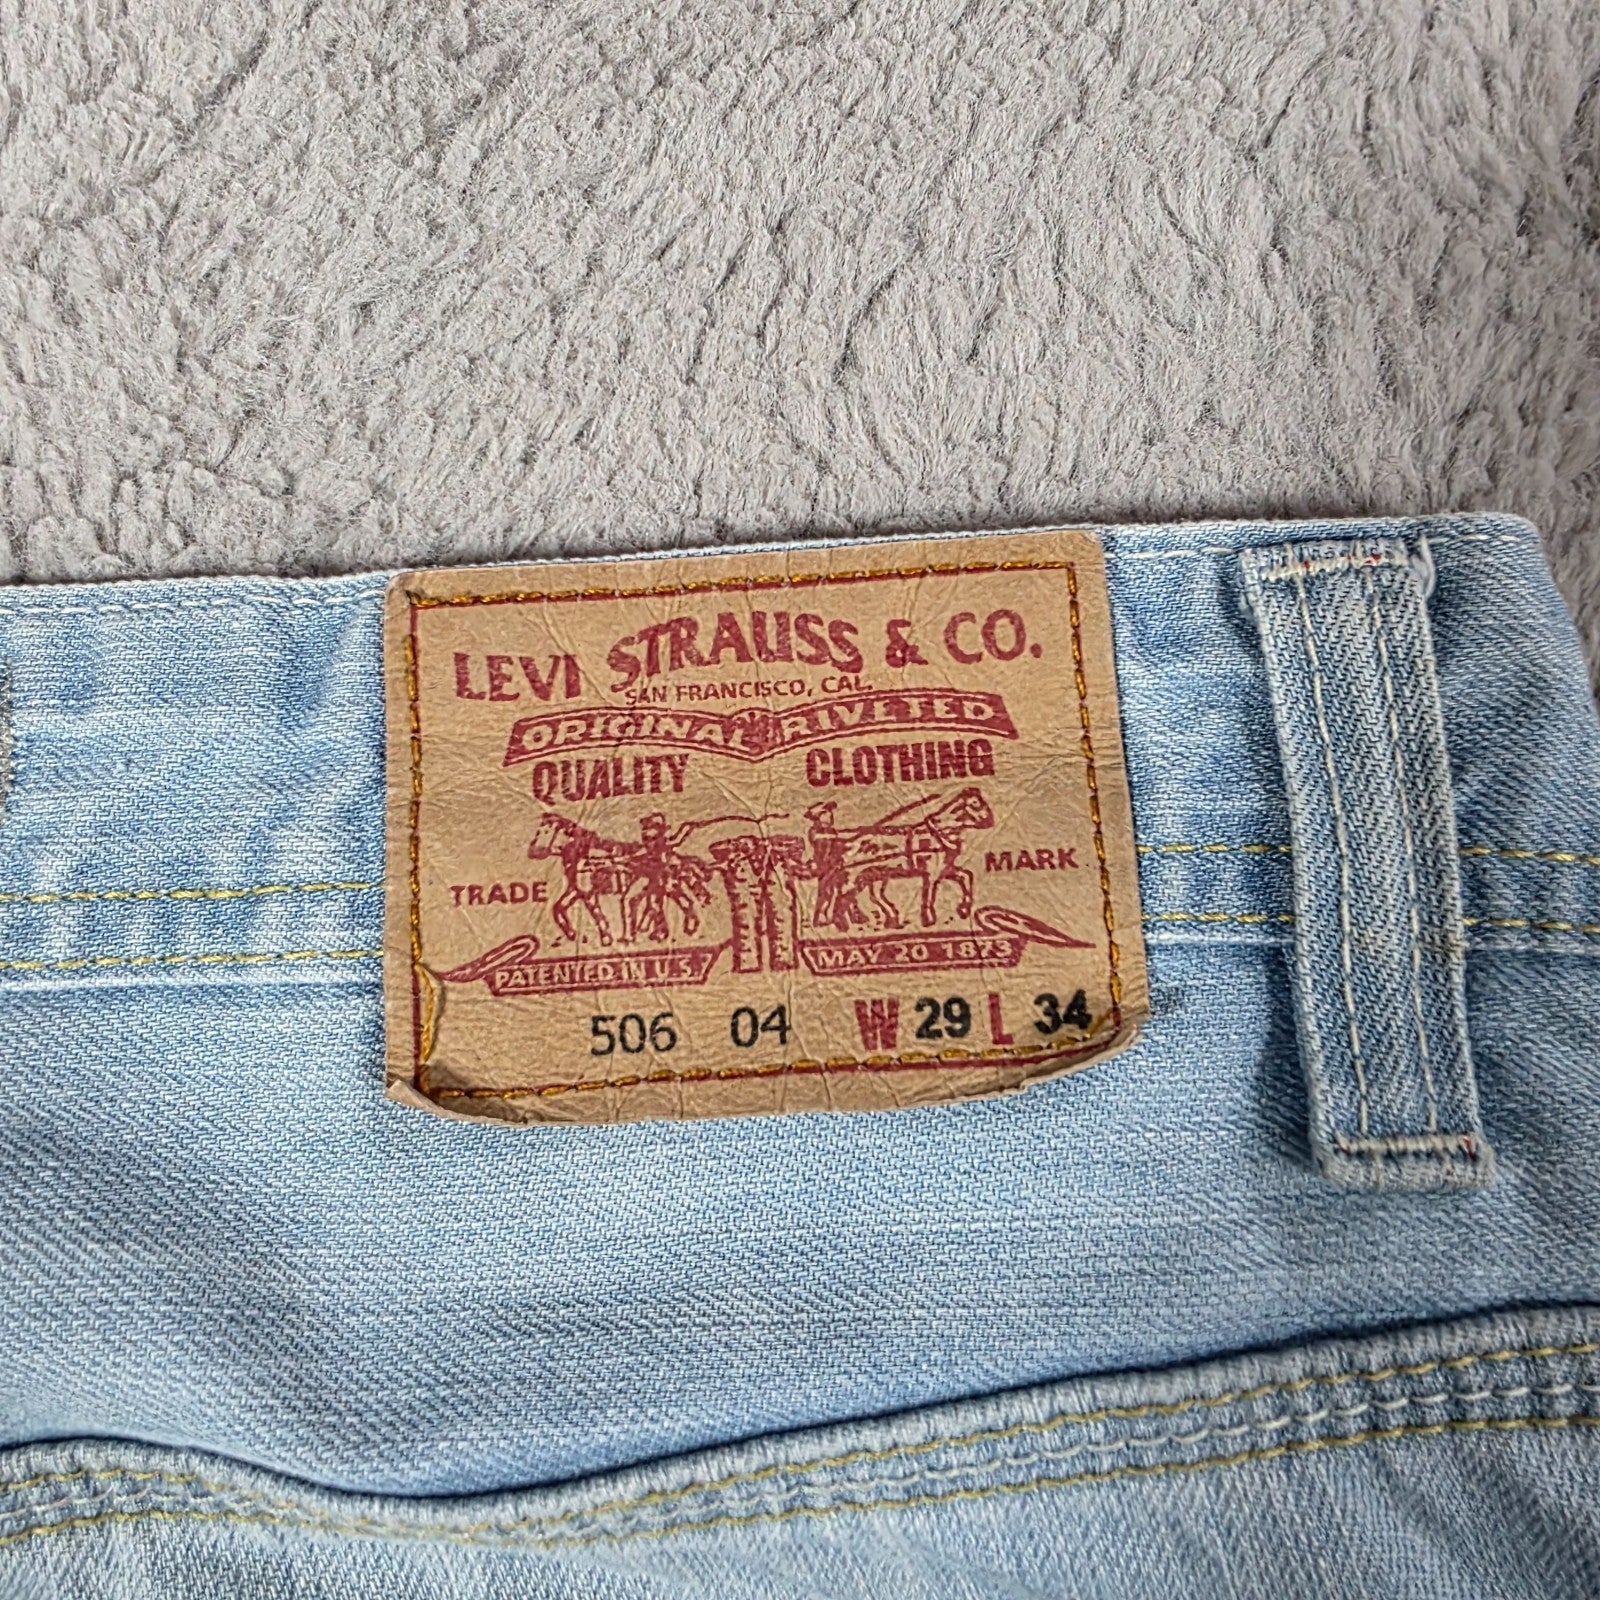 LEVI STRAUSS & CO.
SAN FRANCISCO, CAL.
ORIGINAL RIVETED
QUALITY CLOTHING
TRADE MARK
PATENTED IN U.S. MAY 20 1873
506 04 W 29 L 34